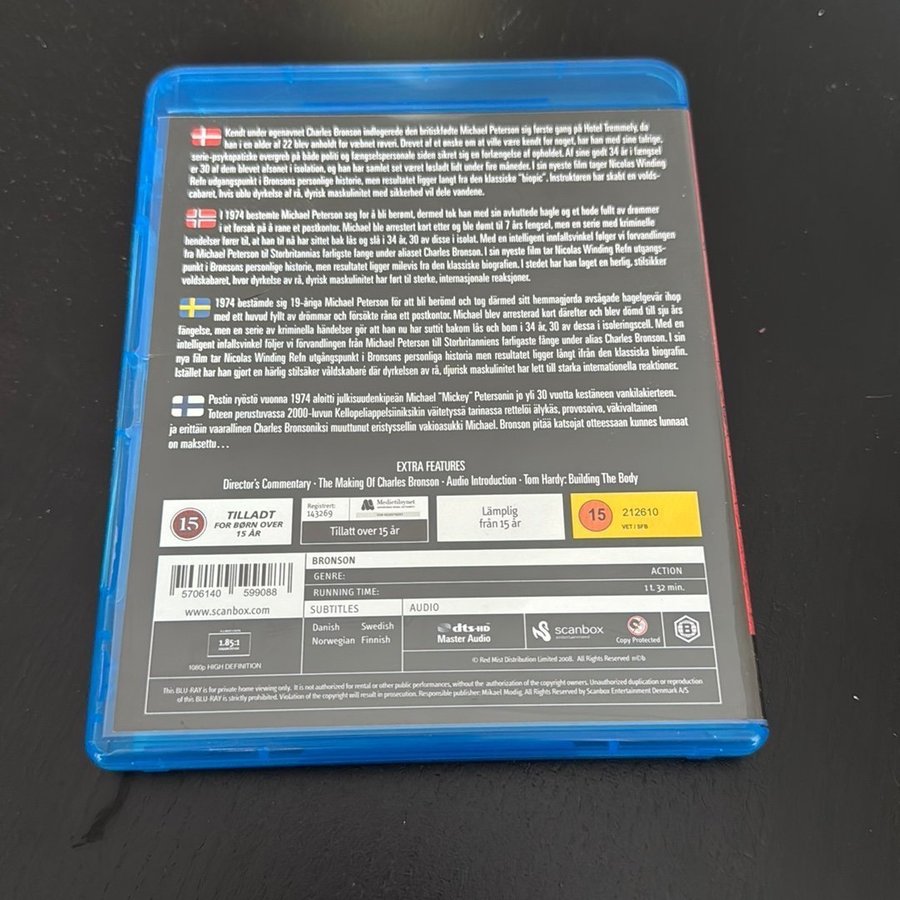 Kendt under øgenavnet Charles Bronson indlogerede den britiskfødte Michael Peterson sig første gang på Hotel Tremmefy, da
han i en alder af 22 blev anholdt for væbnet røveri. Drevet af et ønske om at ville være kendt for noget, har han med sine talrige,
serie-psykopatiske overgreb på både politi og fængselspersonale siden sikret sig en forlængelse af opholdet. Af sine godt 34 år i fængsel
er 30 af dem blevet afsonet i isolation, og han har samlet set været løsladt lidt under fire måneder. I sin nyeste film tager Nicolas Winding
Refn udgangspunkt i Bronsons personlige historie, men resultatet ligger langt fra den klassiske "biopic". Instruktøren har skabt en volds-
cabaret, hvis oublu dyrkelse af rå, dyrisk maskulinitet med sikkerhed vil dele vandene.
I 1974 bestemte Michael Peterson seg for å bli berømt, dermed tok han med sin avkuttede hagle og et hode fullt av drømmer
i et forsøk på å rane et postkontor. Michael ble arrestert kort etter og ble dømt til 7 års fengsel, men en serie med kriminelle
hendelser fører til, at han til nå har sittet bak lås og slå i 34 år, 30 av disse i isolat. Med en intelligent innfallsvinkel følger vi forvandlingen
fra Michael Peterson til Storbritannias farligste fange under aliaset Charles Bronson. I sin nyeste film tar Nicolas Winding Refn utgangs-
punkt i Bronsons personlige historie, men resultatet ligger milevis fra den klassiske biografien. I stedet har han laget en herlig, stilsikker
voldskabaret, hvor dyrkelse av rå, dyrisk maskulinitet har ført til sterke, internasjonale reaksjoner.
1974 bestämde sig 19-åriga Michael Peterson för att bli berömd och tog därmed sitt hemmagjorda avsågade hagelgevär ihop
med ett huvud fyllt av drömmar och försökte råna ett postkontor. Michael blev arresterad kort därefter och blev dömd till sju års
fängelse, men en serie av kriminella händelser gör att han nu har suttit bakom lås och bom i 34 år, 30 av dessa i isoleringscell. Med en
intelligent infallsvinkel följer vi förvandlingen från Michael Peterson till Storbritanniens farligaste fånge under alias Charles Bronson. I sin
nya film tar Nicolas Winding Refn utgångspunkt i Bronsons personliga historia men resultatet ligger långt ifrån den klassiska biografin.
Istället har han gjort en härlig stilsäker våldskabaré där dyrkelsen av rå, djurisk maskulinitet har lett till starka internationella reaktioner.
Postin ryöstö vuonna 1974 aloitti julkisuudenkipeän Michael "Mickey" Petersonin jo yli 30 vuotta kestäneen vankilakierteen.
Toteen perustuvassa 2000-luvun Kellopeliappelsiiniksikin väitetyssä tarinassa rettelöi älykäs, provosoiva, väkivaltainen
ja erittäin vaarallinen Charles Bronsoniksi muuttunut eristyssellin vakioasukki Michael. Bronson pitää katsojat otteessaan kunnes lunnaat
on maksettu...
EXTRA FEATURES
Director's Commentary · The Making Of Charles Bronson · Audio Introduction · Tom Hardy: Building The Body
15 TILLADT
FOR BØRN OVER
15 ÅR
Registrert:
143269
Medietilsynet
Tillatt over 15 år
Lämplig
från 15 år
15 212610
VET / SFB
5706140 599088
www.scanbox.com
1.85:1
1080p HIGH DEFINITION
BRONSON
GENRE: ACTION
RUNNING TIME: 1 t. 32 min.
SUBTITLES AUDIO
Danish Swedish
Norwegian Finnish
dts-HD
Master Audio
scanbox
entertainment
Copy Protected
B
© Red Mist Distribution Limited 2008. All Rights Reserved
This BLU-RAY is for private home viewing only. It is not authorized for rental or other public performances, without the authorization of the copyright owners. Unauthorized duplication or reproduction
of this BLU-RAY is strictly prohibited. Violation of the copyright will result in prosecution. Responsible publisher: Mikael Modig. All Rights Reserved by Scanbox Entertainment Denmark A/S